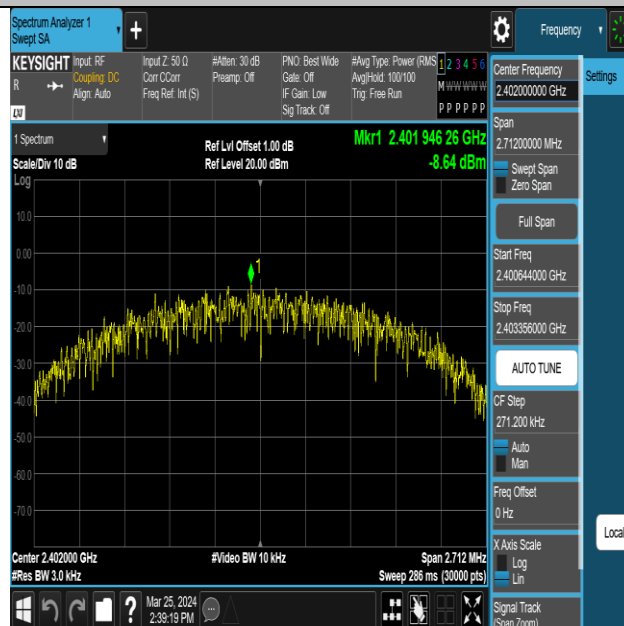 Spectrum Analyzer 1
Swept SA
Frequency
KEYSIGHT
R
LXI
Input: RF
Coupling: DC
Align: Auto
Input Z: 50 Ω
Corr CCorr
Freq Ref: Int (S)
#Atten: 30 dB
Preamp: Off
PNO: Best Wide
Gate: Off
IF Gain: Low
Sig Track: Off
#Avg Type: Power (RMS
Avg|Hold: 100/100
Trig: Free Run
1 2 3 4 5 6
M W W W W W
P P P P P P
1 Spectrum
Scale/Div 10 dB
Log
Ref Lvl Offset 1.00 dB
Ref Level 20.00 dBm
Mkr1 2.401 946 26 GHz
-8.64 dBm
10.0
0.00
-10.0
-20.0
-30.0
-40.0
-50.0
-60.0
-70.0
1
Center 2.402000 GHz
#Res BW 3.0 kHz
#Video BW 10 kHz
Span 2.712 MHz
Sweep 286 ms (30000 pts)
Mar 25, 2024
2:39:19 PM
?
Center Frequency
2.402000000 GHz
Settings
Span
2.71200000 MHz
Swept Span
Zero Span
Full Span
Start Freq
2.400644000 GHz
Stop Freq
2.403356000 GHz
AUTO TUNE
CF Step
271.200 kHz
Auto
Man
Freq Offset
0 Hz
Local
X Axis Scale
Log
Lin
Signal Track
(Span Zoom)